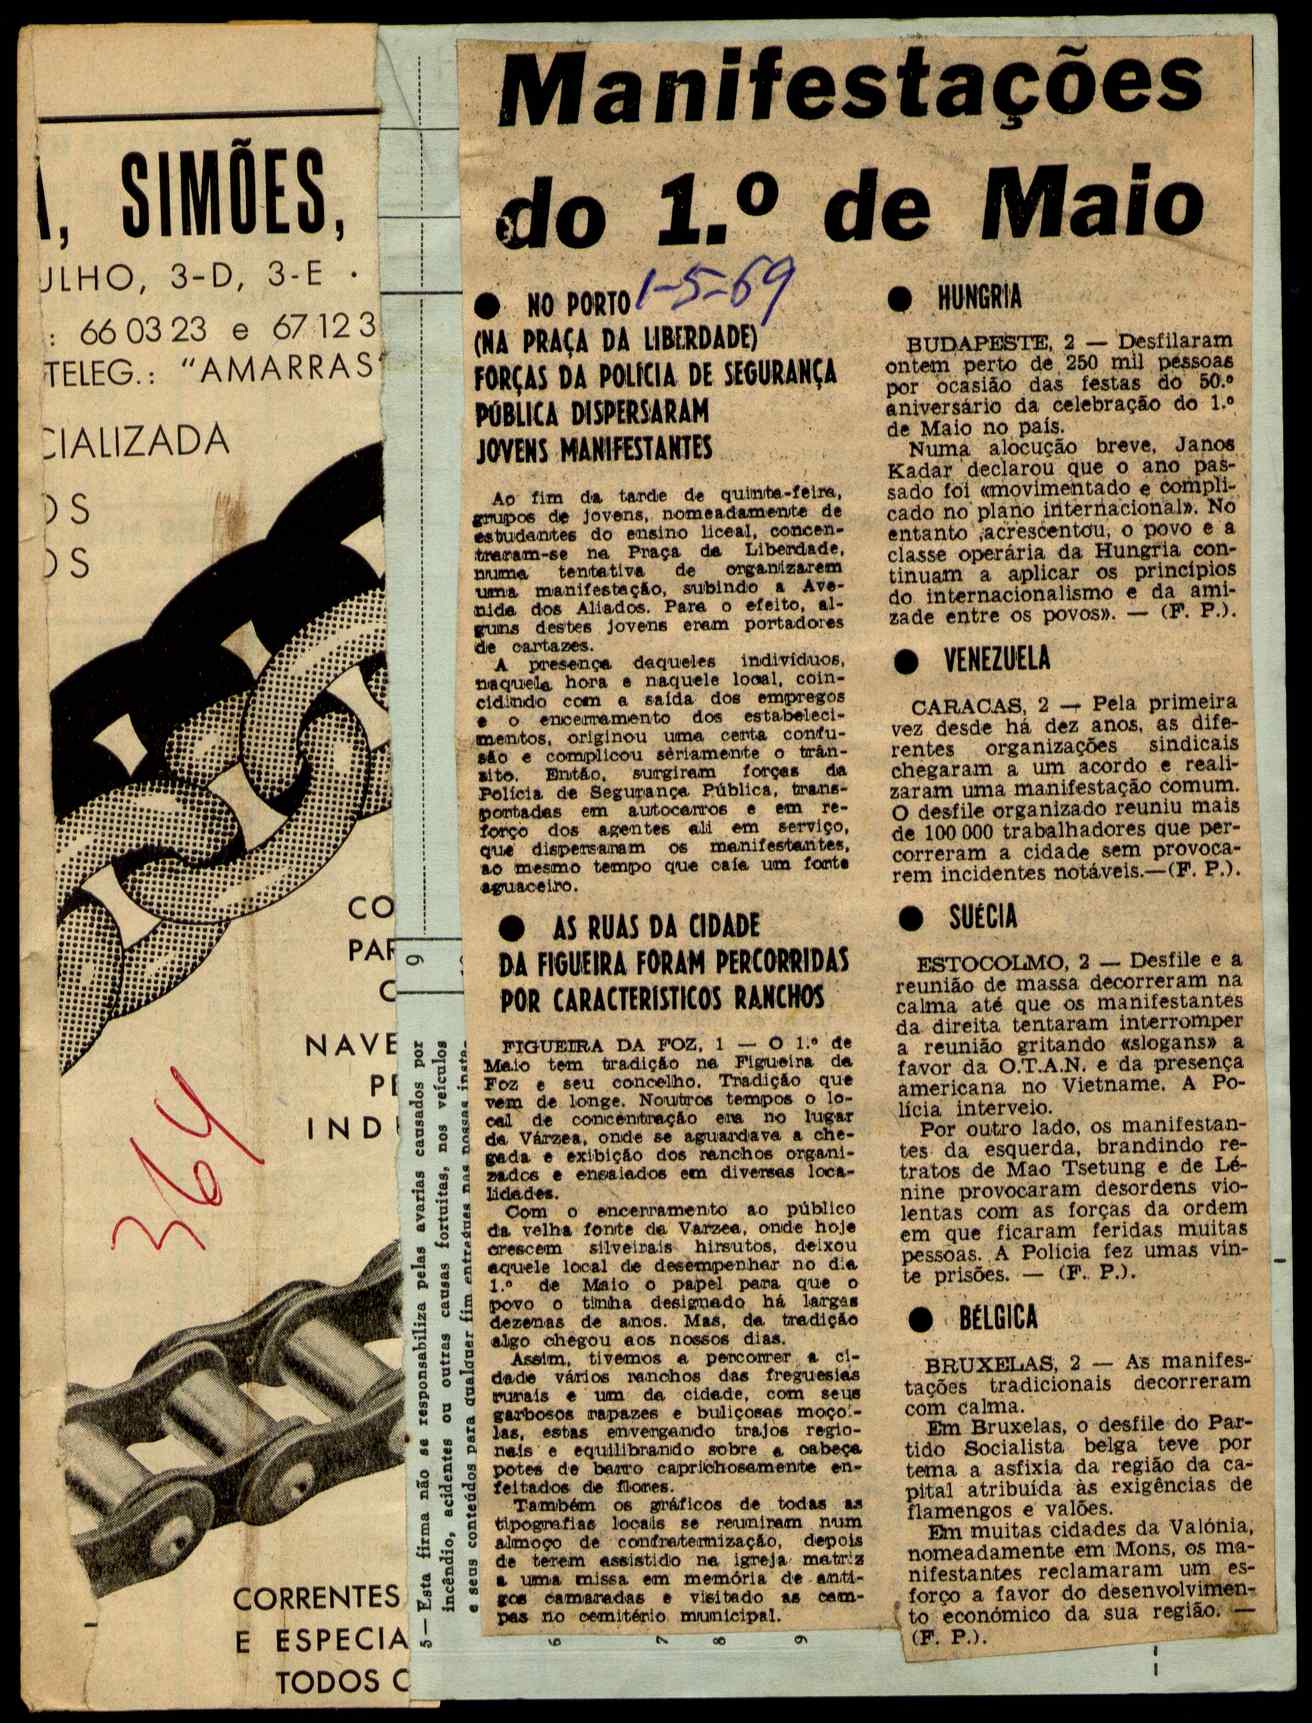 , SIMÕES,
ULHO, 3-D, 3-E ·
: 66 03 23 e 67 12 3
TELEG.: "AMARRAS"
CIALIZADA
OS
OS
CO
PAR
C
NAVE
PE
IND
364
CORRENTES
E ESPECIA
TODOS
9
5 — Esta firma não se responsabiliza pelas avarias causados por
incêndio, acidentes ou outras causas fortuitas, nos veículos
e seus conteúdos para qualquer fim entregues nas nossas insta-
6 7 8 9
Manifestações
do 1.º de Maio
1-5-69
● NO PORTO
(NA PRAÇA DA LIBERDADE)
FORÇAS DA POLÍCIA DE SEGURANÇA
PÚBLICA DISPERSARAM
JOVENS MANIFESTANTES
Ao fim da tarde de quinta-feira,
grupos de jovens, nomeadamente de
estudantes do ensino liceal, concen-
traram-se na Praça da Liberdade,
numa tentativa de organizarem
uma manifestação, subindo a Ave-
nida dos Aliados. Para o efeito, al-
guns destes jovens eram portadores
de cartazes.
A presença daqueles indivíduos,
naquela hora e naquele local, coin-
cidindo com a saída dos empregos
e o encerramento dos estabeleci-
mentos, originou uma certa confu-
são e complicou sèriamente o trân-
sito. Então, surgiram forças da
Polícia de Segurança Pública, trans-
portadas em autocarros e em re-
forço dos agentes ali em serviço,
que dispersaram os manifestantes,
ao mesmo tempo que caía um forte
aguaceiro.
● AS RUAS DA CIDADE
DA FIGUEIRA FORAM PERCORRIDAS
POR CARACTERÍSTICOS RANCHOS
FIGUEIRA DA FOZ, 1 — O 1.º de
Maio tem tradição na Figueira da
Foz e seu concelho. Tradição que
vem de longe. Noutros tempos o lo-
cal de concentração era no lugar
da Várzea, onde se aguardava a che-
gada e exibição dos ranchos organi-
zados e ensaiados em diversas loca-
lidades.
Com o encerramento ao público
da velha fonte da Varzea, onde hoje
crescem silveirais hirsutos, deixou
aquele local de desempenhar no dia
1.º de Maio o papel para que o
povo o tinha designado há largas
dezenas de anos. Mas, da tradição
algo chegou aos nossos dias.
Assim, tivemos a percorrer a ci-
dade vários ranchos das freguesias
rurais e um da cidade, com seus
garbosos rapazes e buliçosas moçoi-
las, estas envergando trajos regio-
nais e equilibrando sobre a cabeça
potes de barro caprichosamente en-
feitados de flores.
Também os gráficos de todas as
tipografias locais se reuniram num
almoço de confraternização, depois
de terem assistido na igreja matriz
a uma missa em memória de anti-
gos camaradas e visitado as cam-
pas no cemitério municipal.
● HUNGRIA
BUDAPESTE, 2 — Desfilaram
ontem perto de 250 mil pessoas
por ocasião das festas do 50.º
aniversário da celebração do 1.º
de Maio no país.
Numa alocução breve, Janos
Kadar declarou que o ano pas-
sado foi «movimentado e compli-
cado no plano internacional». No
entanto ,acrescentou, o povo e a
classe operária da Hungria con-
tinuam a aplicar os princípios
do internacionalismo e da ami-
zade entre os povos». — (F. P.).
● VENEZUELA
CARACAS, 2 — Pela primeira
vez desde há dez anos, as dife-
rentes organizações sindicais
chegaram a um acordo e reali-
zaram uma manifestação comum.
O desfile organizado reuniu mais
de 100 000 trabalhadores que per-
correram a cidade sem provoca-
rem incidentes notáveis.—(F. P.).
● SUÉCIA
ESTOCOLMO, 2 — Desfile e a
reunião de massa decorreram na
calma até que os manifestantes
da direita tentaram interromper
a reunião gritando «slogans» a
favor da O.T.A.N. e da presença
americana no Vietname. A Po-
lícia interveio.
Por outro lado, os manifestan-
tes da esquerda, brandindo re-
tratos de Mao Tsetung e de Lé-
nine provocaram desordens vio-
lentas com as forças da ordem
em que ficaram feridas muitas
pessoas. A Polícia fez umas vin-
te prisões. — (F. P.).
● BÉLGICA
BRUXELAS, 2 — As manifes-
tações tradicionais decorreram
com calma.
Em Bruxelas, o desfile do Par-
tido Socialista belga teve por
tema a asfixia da região da ca-
pital atribuída às exigências de
flamengos e valões.
Em muitas cidades da Valónia,
nomeadamente em Mons, os ma-
nifestantes reclamaram um es-
forço a favor do desenvolvimen-
to económico da sua região. —
(F. P.).